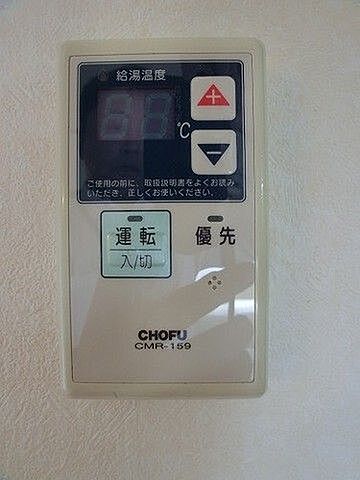 給湯温度
+
℃
−
ご使用の前に、取扱説明書をよくお読み
いただき、正しくお使いください。
運転 優先
入/切
CHOFU
CMR-159